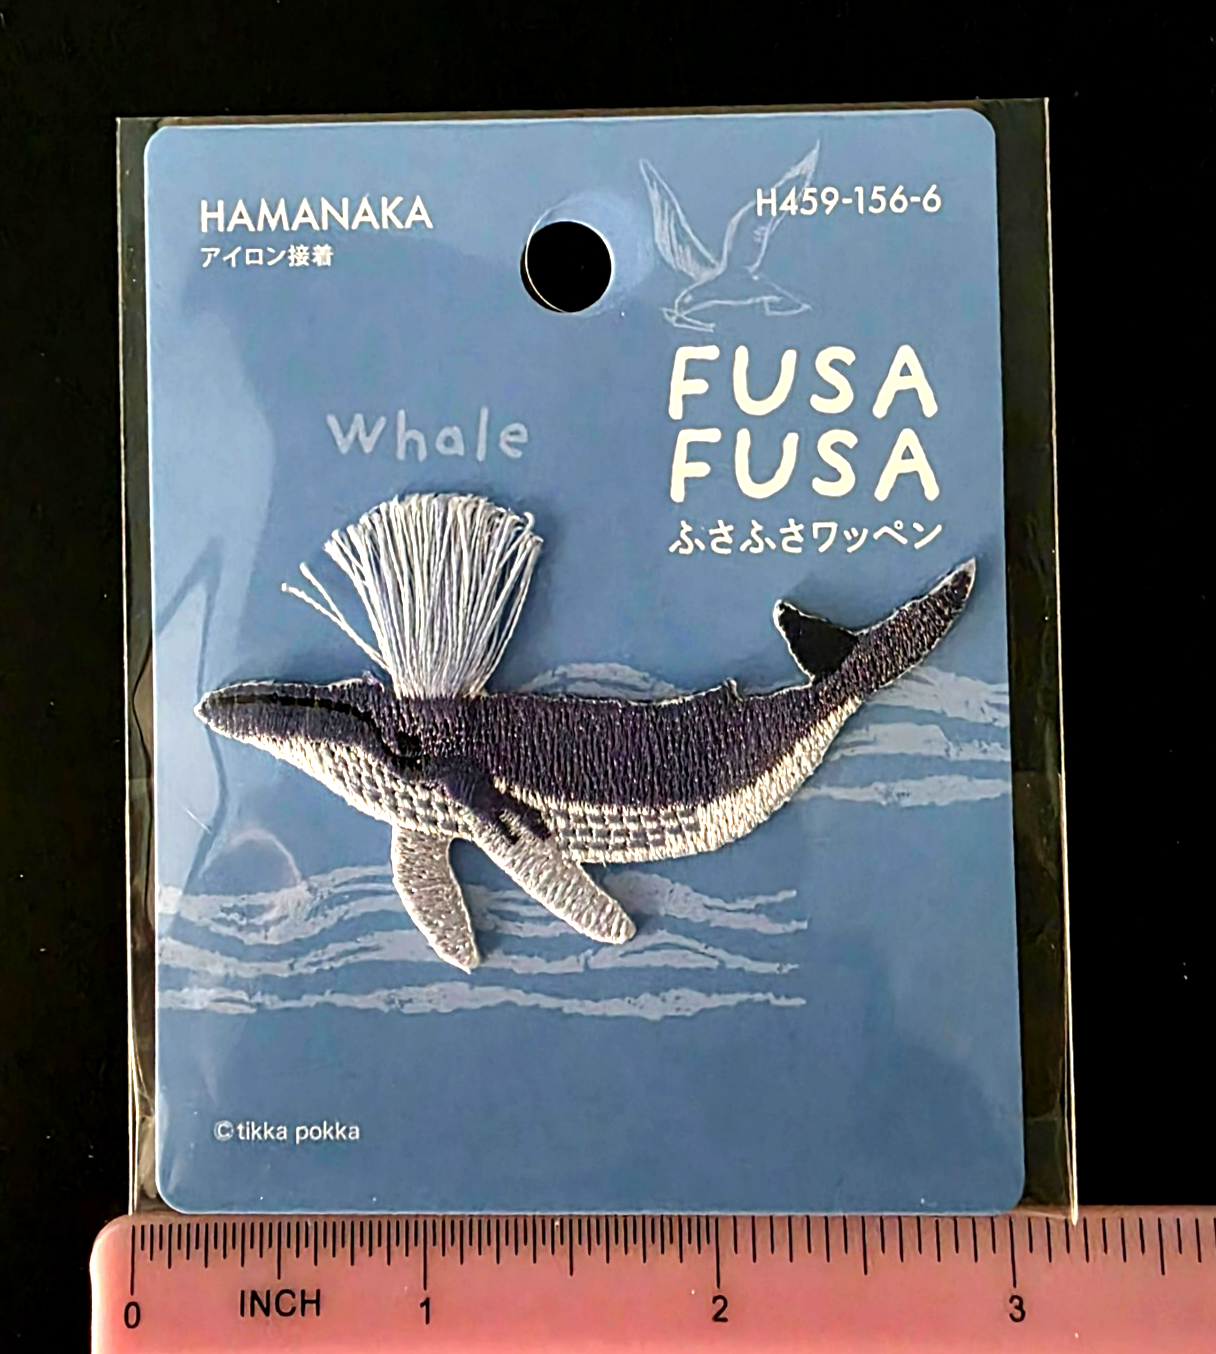 HAMANAKA
アイロン接着
H459-156-6
FUSA
FUSA
ふさふさワッペン
Whale
©tikka pokka
INCH
0 1 2 3